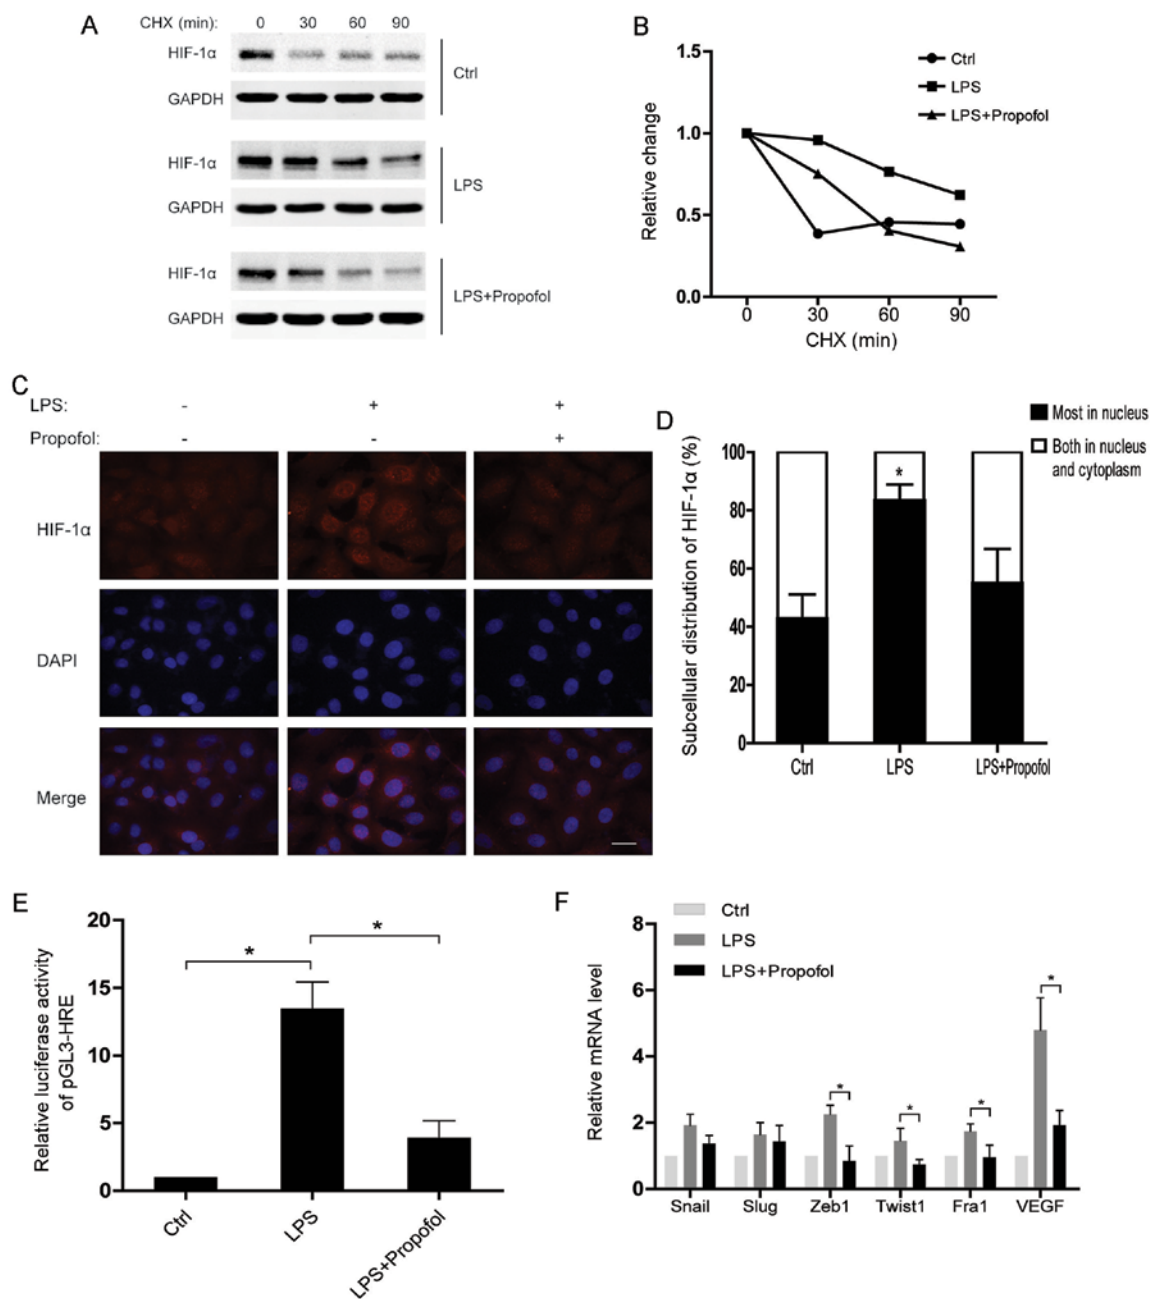 A
CHX (min): 0 30 60 90
HIF-1α
GAPDH
Ctrl
HIF-1α
GAPDH
LPS
HIF-1α
GAPDH
LPS+Propofol
B
Ctrl
LPS
LPS+Propofol
Relative change
1.5
1.0
0.5
0.0
0 30 60 90
CHX (min)
C
LPS: - + +
Propofol: - - +
HIF-1α
DAPI
Merge
D
Most in nucleus
Both in nucleus
and cytoplasm
Subcellular distribution of HIF-1α (%)
100
80
60
40
20
0
*
Ctrl LPS LPS+Propofol
E
Relative luciferase activity
of pGL3-HRE
20
15
10
5
0
* *
Ctrl LPS LPS+Propofol
F
Ctrl
LPS
LPS+Propofol
Relative mRNA level
8
6
4
2
0
* * * *
Snail Slug Zeb1 Twist1 Fra1 VEGF